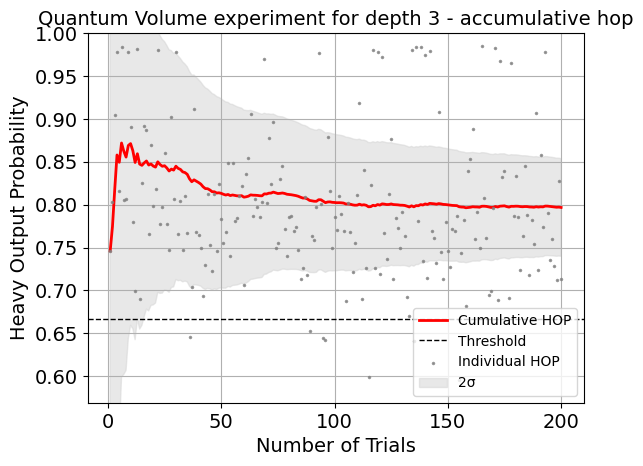 Quantum Volume experiment for depth 3 - accumulative hop
Heavy Output Probability
1.00
0.95
0.90
0.85
0.80
0.75
0.70
0.65
0.60
Cumulative HOP
Threshold
Individual HOP
2σ
0
50
100
150
200
Number of Trials